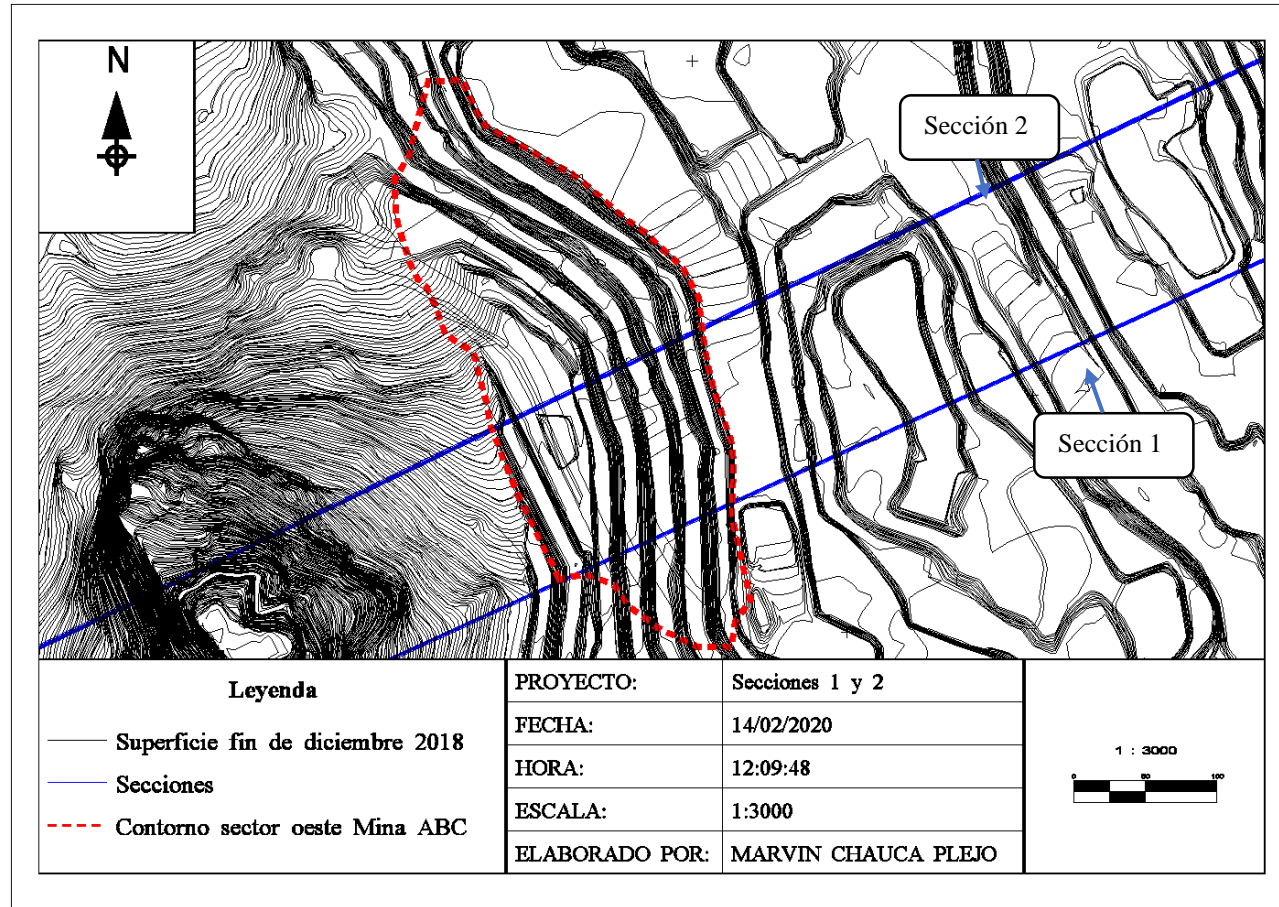 N
Sección 2
Sección 1
Leyenda
Superficie fin de diciembre 2018
Secciones
Contorno sector oeste Mina ABC
PROYECTO: Secciones 1 y 2
FECHA: 14/02/2020
HORA: 12:09:48
ESCALA: 1:3000
ELABORADO POR: MARVIN CHAUCA PLEJO
1 : 3000
0 50 100